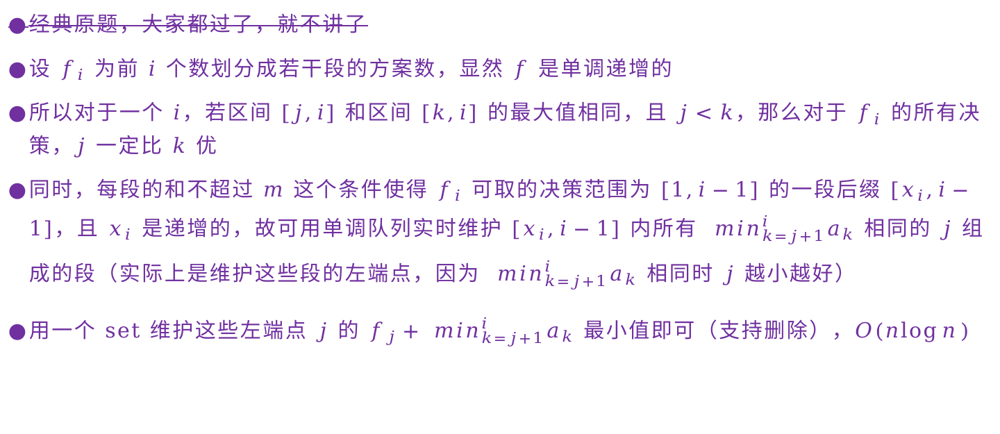 ●经典原题，大家都过了，就不讲了
●设 f_i 为前 i 个数划分成若干段的方案数，显然 f 是单调递增的
●所以对于一个 i，若区间 [j, i] 和区间 [k, i] 的最大值相同，且 j < k，那么对于 f_i 的所有决
策，j 一定比 k 优
●同时，每段的和不超过 m 这个条件使得 f_i 可取的决策范围为 [1, i − 1] 的一段后缀 [x_i, i −
1]，且 x_i 是递增的，故可用单调队列实时维护 [x_i, i − 1] 内所有 min_{k=j+1}^i a_k 相同的 j 组
成的段（实际上是维护这些段的左端点，因为 min_{k=j+1}^i a_k 相同时 j 越小越好）
●用一个 set 维护这些左端点 j 的 f_j + min_{k=j+1}^i a_k 最小值即可（支持删除），O(nlog n)